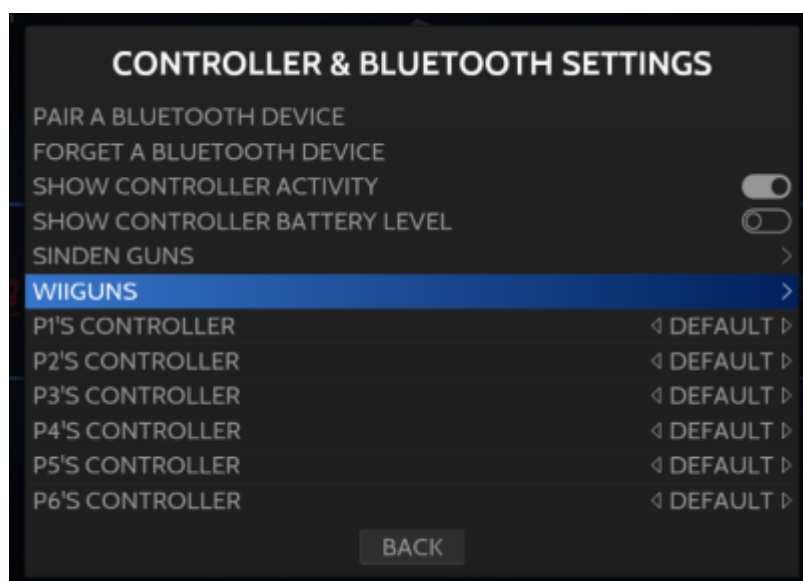 CONTROLLER & BLUETOOTH SETTINGS
PAIR A BLUETOOTH DEVICE
FORGET A BLUETOOTH DEVICE
SHOW CONTROLLER ACTIVITY
SHOW CONTROLLER BATTERY LEVEL
SINDEN GUNS
WIIGUNS
P1'S CONTROLLER DEFAULT
P2'S CONTROLLER DEFAULT
P3'S CONTROLLER DEFAULT
P4'S CONTROLLER DEFAULT
P5'S CONTROLLER DEFAULT
P6'S CONTROLLER DEFAULT
BACK